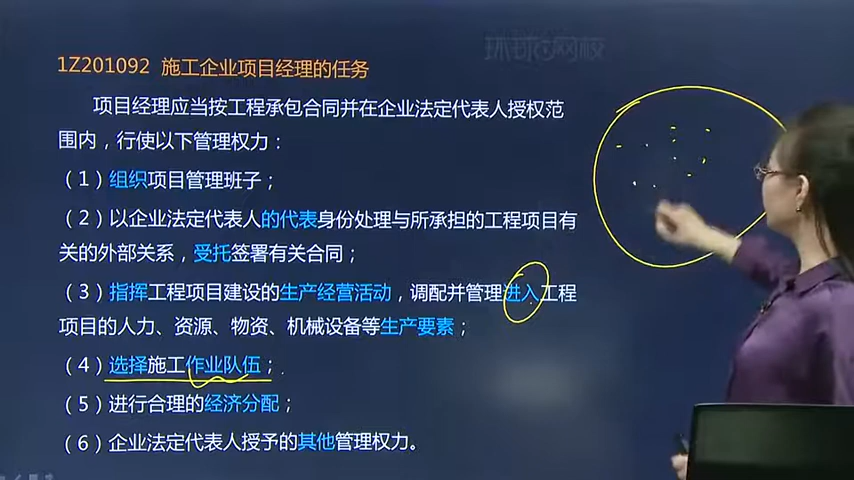 环球网校
1Z201092 施工企业项目经理的任务
项目经理应当按工程承包合同并在企业法定代表人授权范
围内，行使以下管理权力：
（1）组织项目管理班子；
（2）以企业法定代表人的代表身份处理与所承担的工程项目有
关的外部关系，受托签署有关合同；
（3）指挥工程项目建设的生产经营活动，调配并管理进入工程
项目的人力、资源、物资、机械设备等生产要素；
（4）选择施工作业队伍；
（5）进行合理的经济分配；
（6）企业法定代表人授予的其他管理权力。